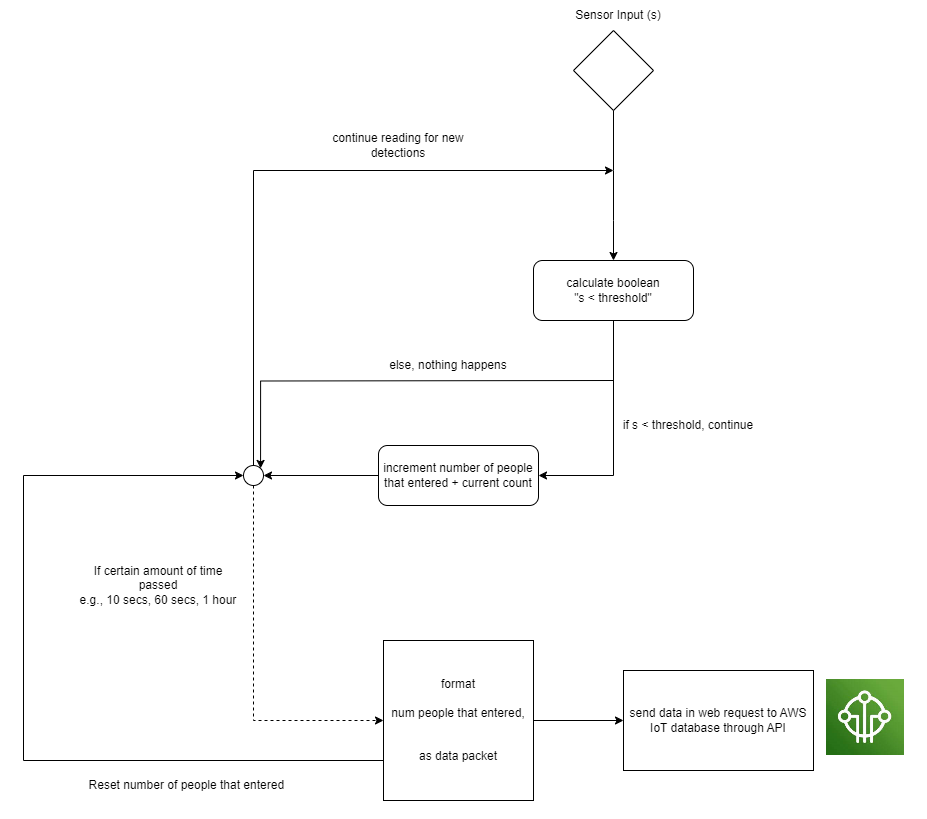 Sensor Input (s)
continue reading for new
detections
calculate boolean
"s < threshold"
else, nothing happens
if s < threshold, continue
increment number of people
that entered + current count
If certain amount of time
passed
e.g., 10 secs, 60 secs, 1 hour
format
num people that entered,
as data packet
send data in web request to AWS
IoT database through API
Reset number of people that entered